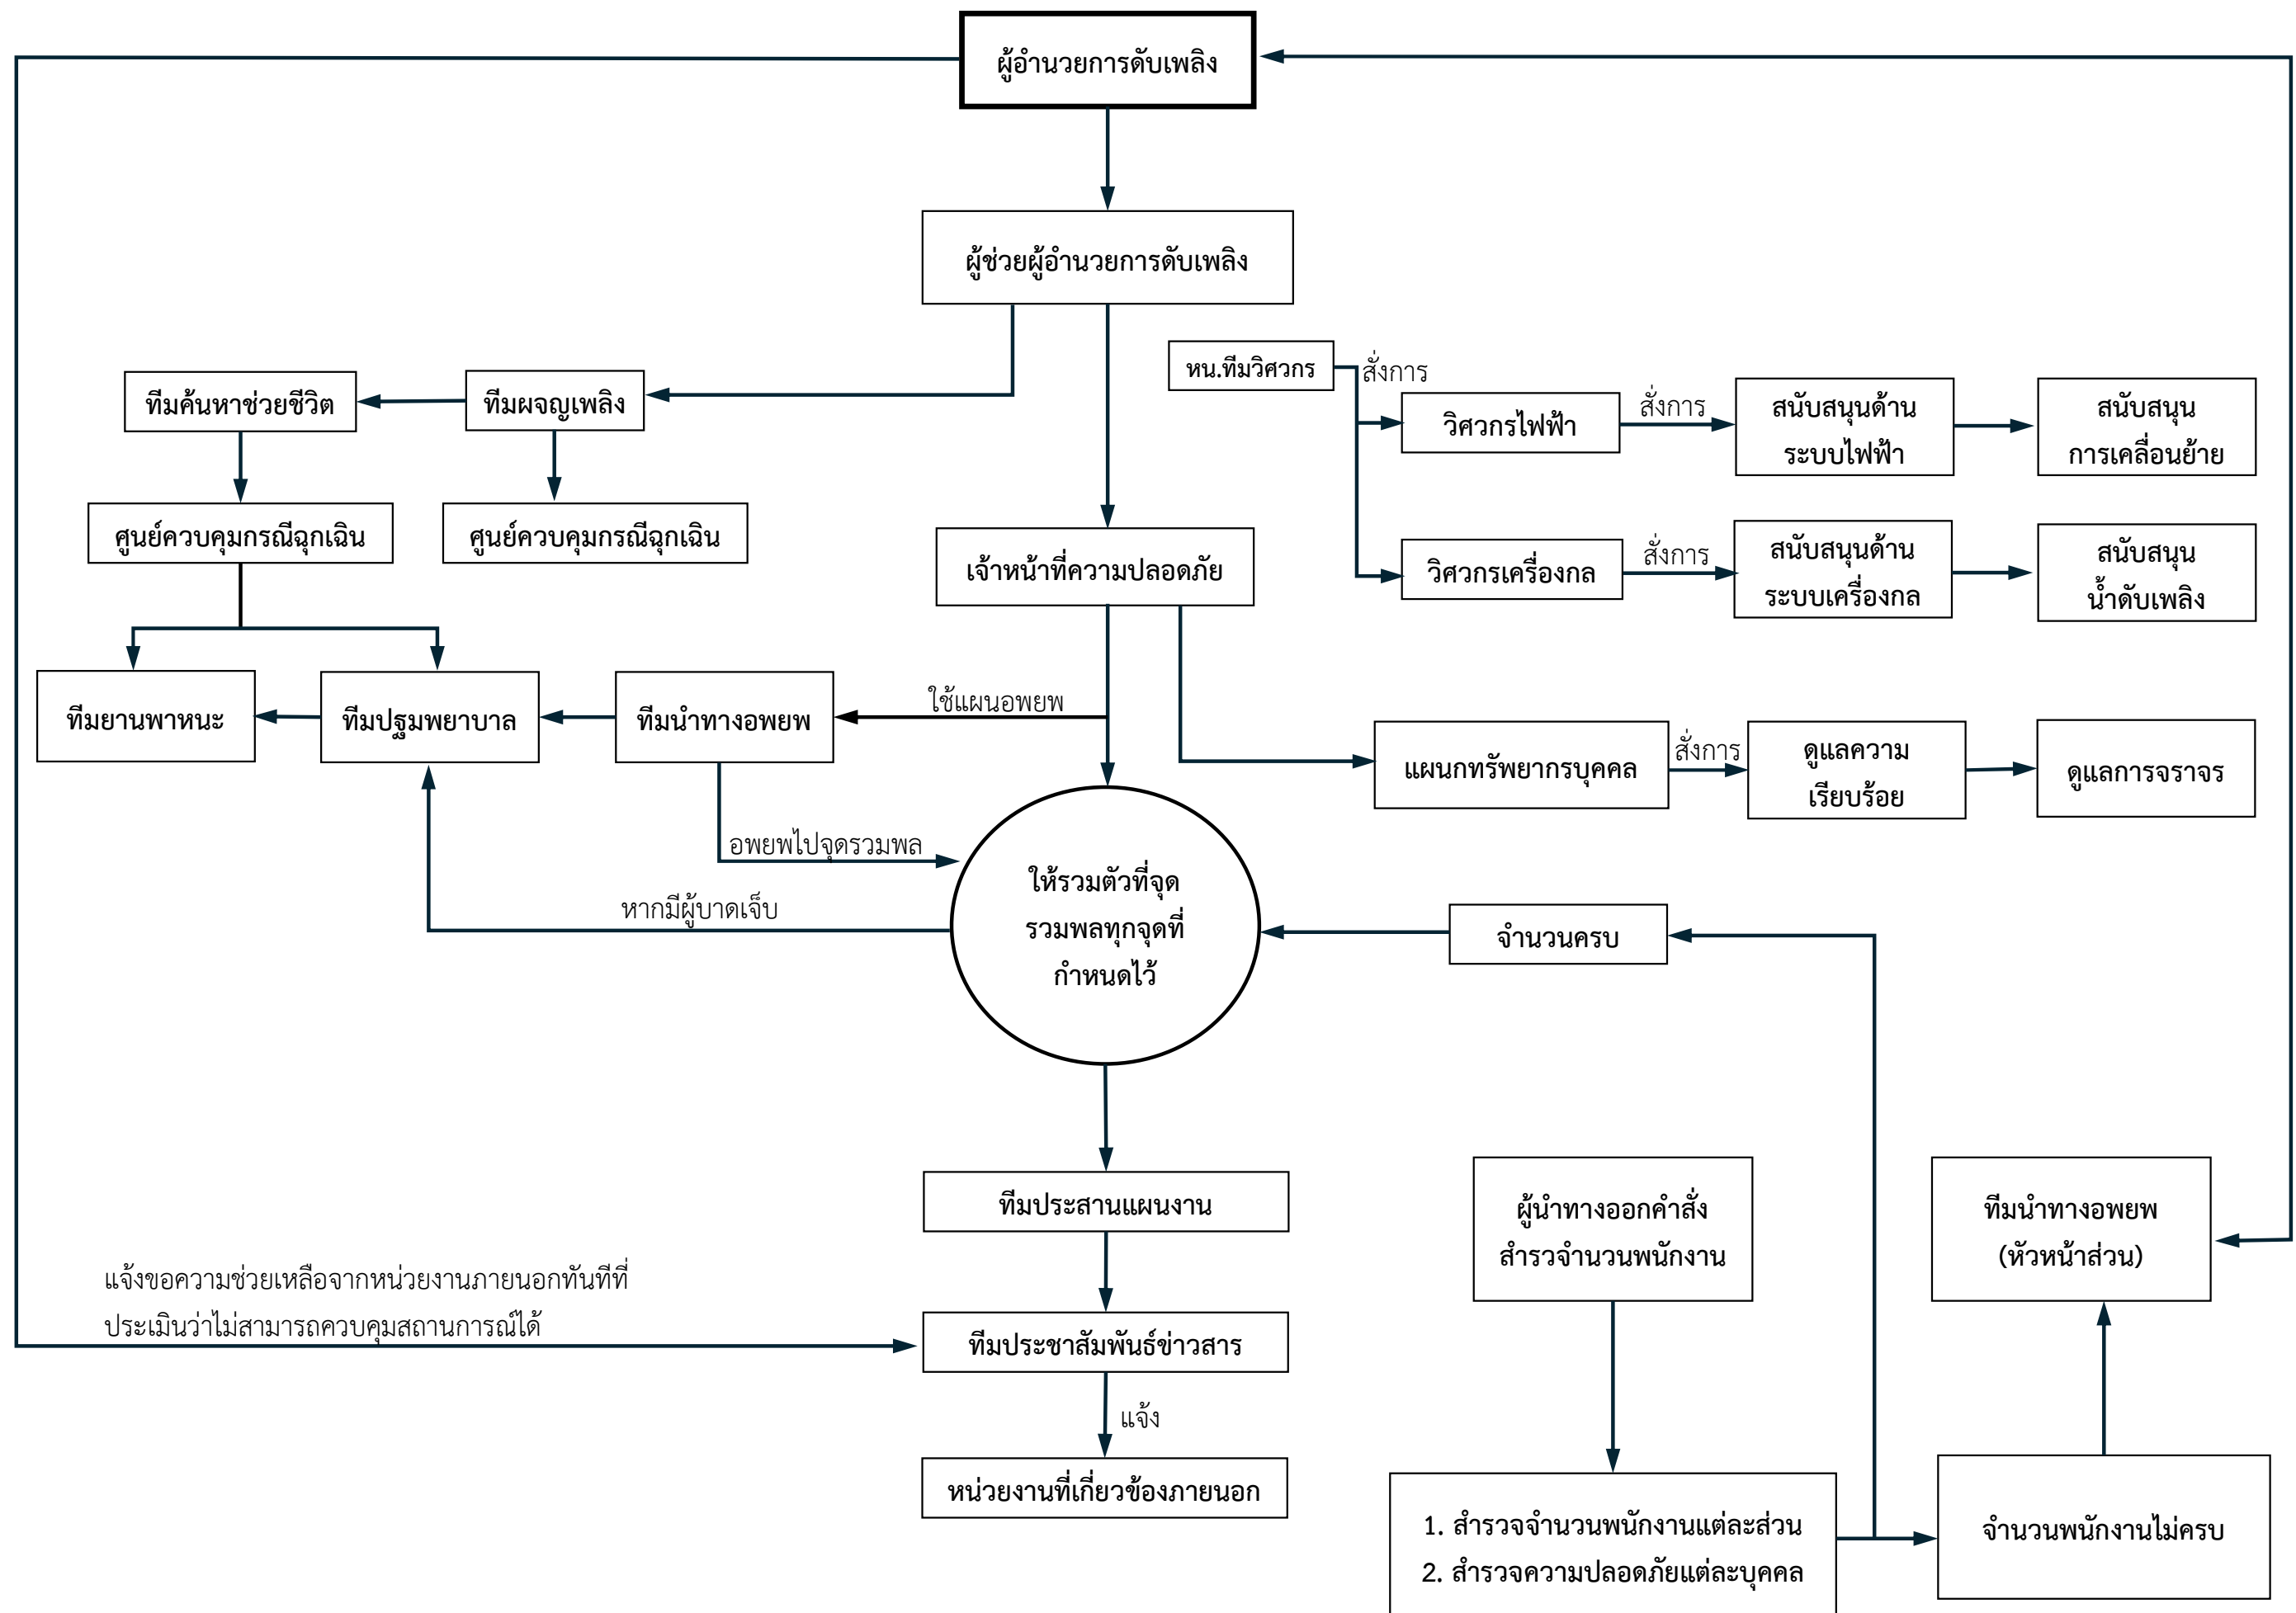 ผู้อำนวยการดับเพลิง
ผู้ช่วยผู้อำนวยการดับเพลิง
หน.ทีมวิศวกร
สั่งการ
ทีมค้นหาช่วยชีวิต
ทีมผจญเพลิง
วิศวกรไฟฟ้า
สั่งการ
สนับสนุนด้าน
ระบบไฟฟ้า
สนับสนุน
การเคลื่อนย้าย
ศูนย์ควบคุมกรณีฉุกเฉิน
ศูนย์ควบคุมกรณีฉุกเฉิน
เจ้าหน้าที่ความปลอดภัย
วิศวกรเครื่องกล
สั่งการ
สนับสนุนด้าน
ระบบเครื่องกล
สนับสนุน
น้ำดับเพลิง
ทีมยานพาหนะ
ทีมปฐมพยาบาล
ทีมนำทางอพยพ
ใช้แผนอพยพ
แผนกทรัพยากรบุคคล
สั่งการ
ดูแลความ
เรียบร้อย
ดูแลการจราจร
อพยพไปจุดรวมพล
หากมีผู้บาดเจ็บ
ให้รวมตัวที่จุด
รวมพลทุกจุดที่
กำหนดไว้
จำนวนครบ
ทีมประสานแผนงาน
ผู้นำทางออกคำสั่ง
สำรวจำนวนพนักงาน
ทีมนำทางอพยพ
(หัวหน้าส่วน)
แจ้งขอความช่วยเหลือจากหน่วยงานภายนอกทันทีที่
ประเมินว่าไม่สามารถควบคุมสถานการณ์ได้
ทีมประชาสัมพันธ์ข่าวสาร
แจ้ง
หน่วยงานที่เกี่ยวข้องภายนอก
1. สำรวจจำนวนพนักงานแต่ละส่วน
2. สำรวจความปลอดภัยแต่ละบุคคล
จำนวนพนักงานไม่ครบ